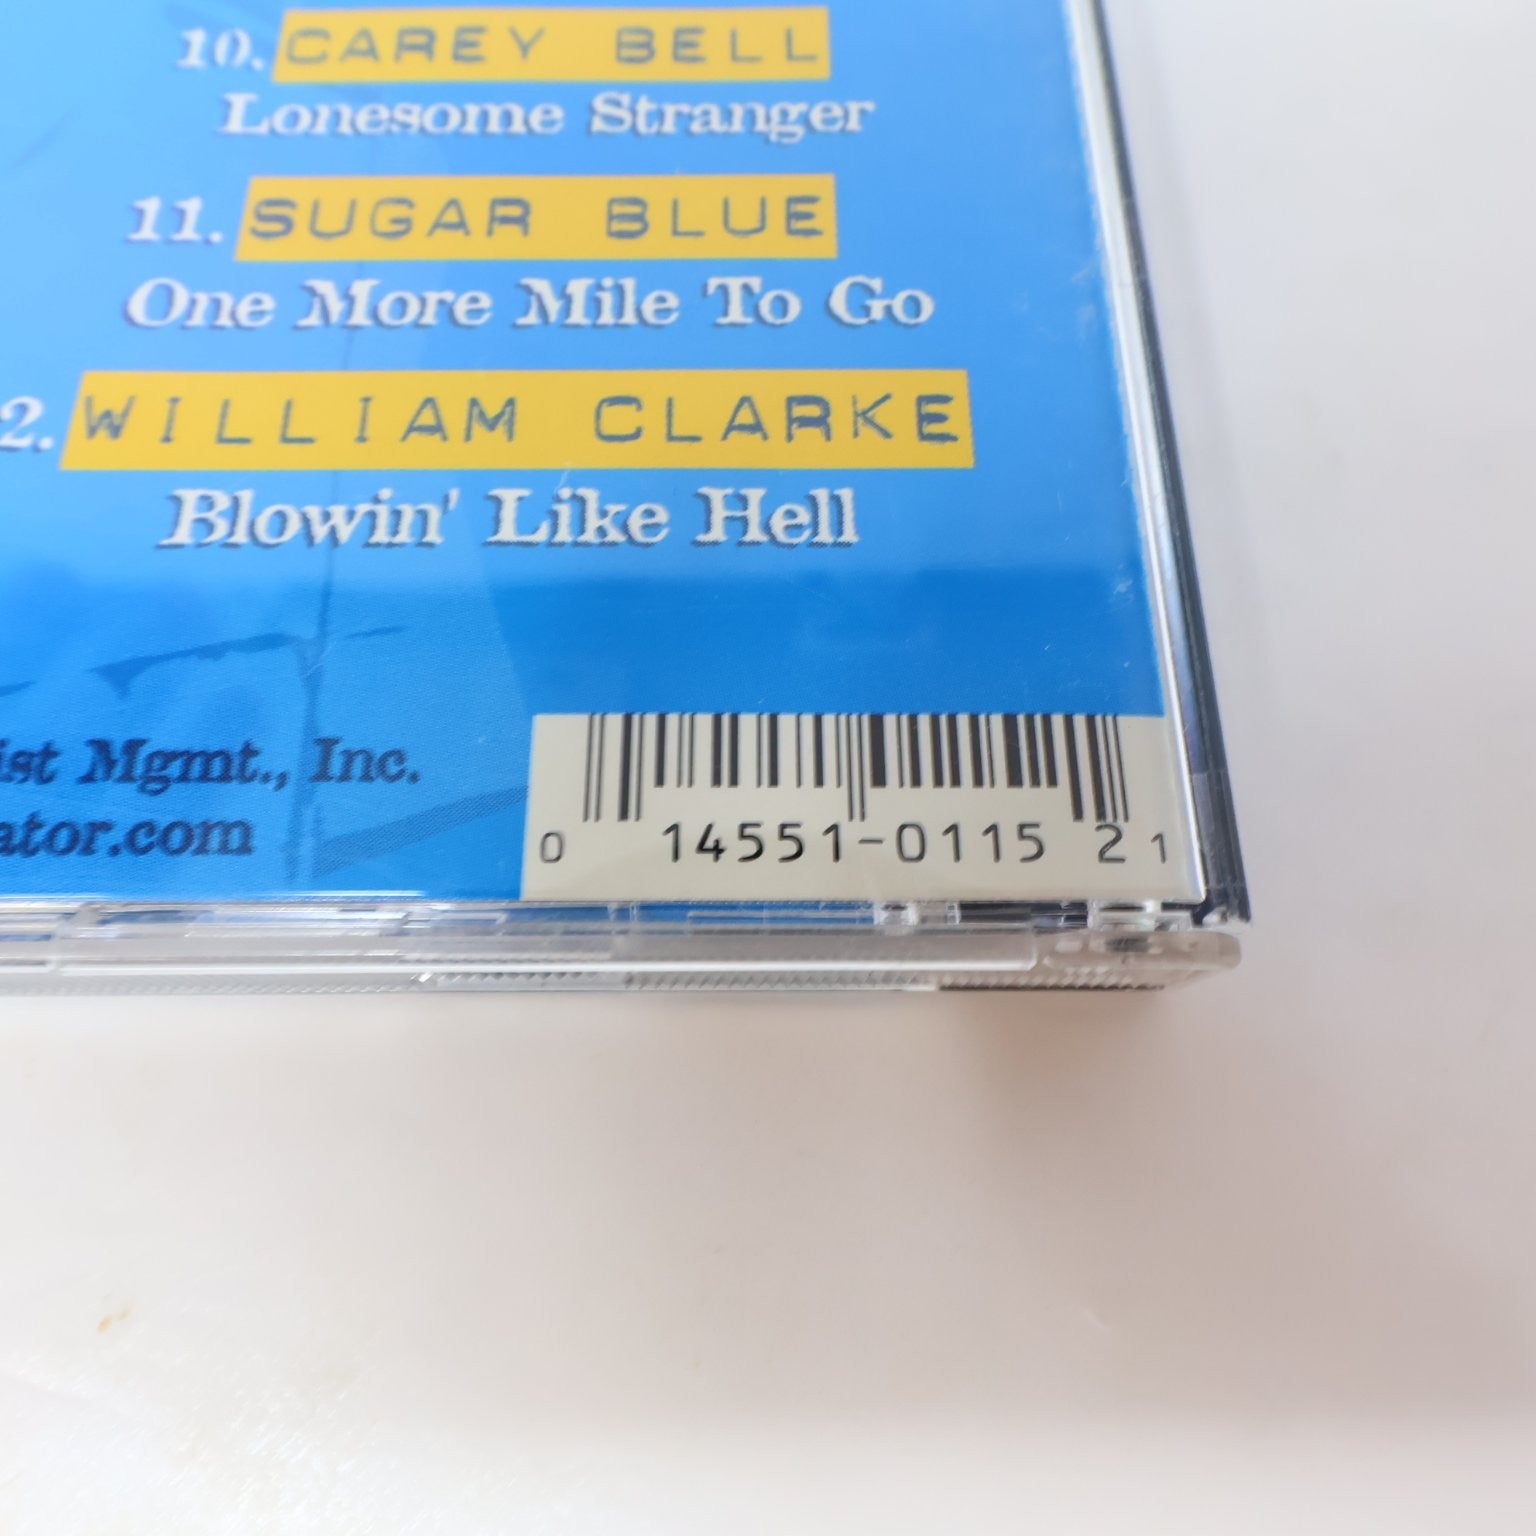 10. CAREY BELL
Lonesome Stranger
11. SUGAR BLUE
One More Mile To Go
2. WILLIAM CLARKE
Blowin' Like Hell
ist Mgmt., Inc.
ator.com
0 14551-0115 2 1